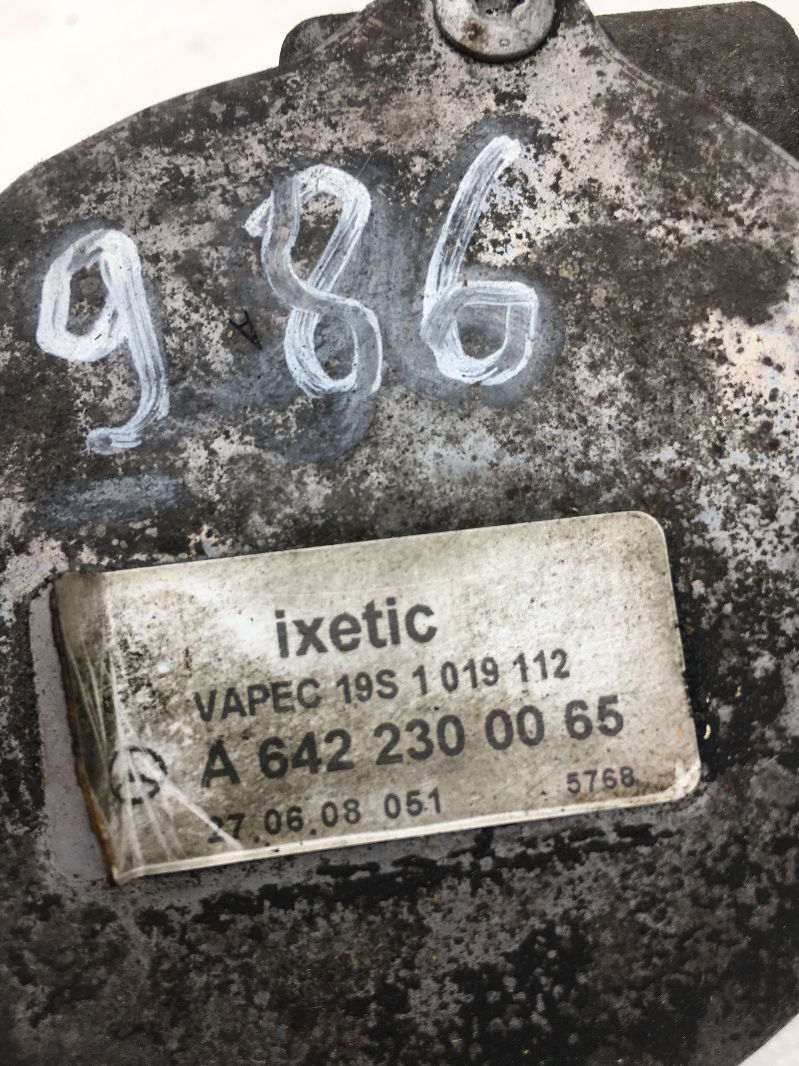 986
ixetic
VAPEC 19S 1 019 112
A 642 230 00 65
27.06.08 051 5768